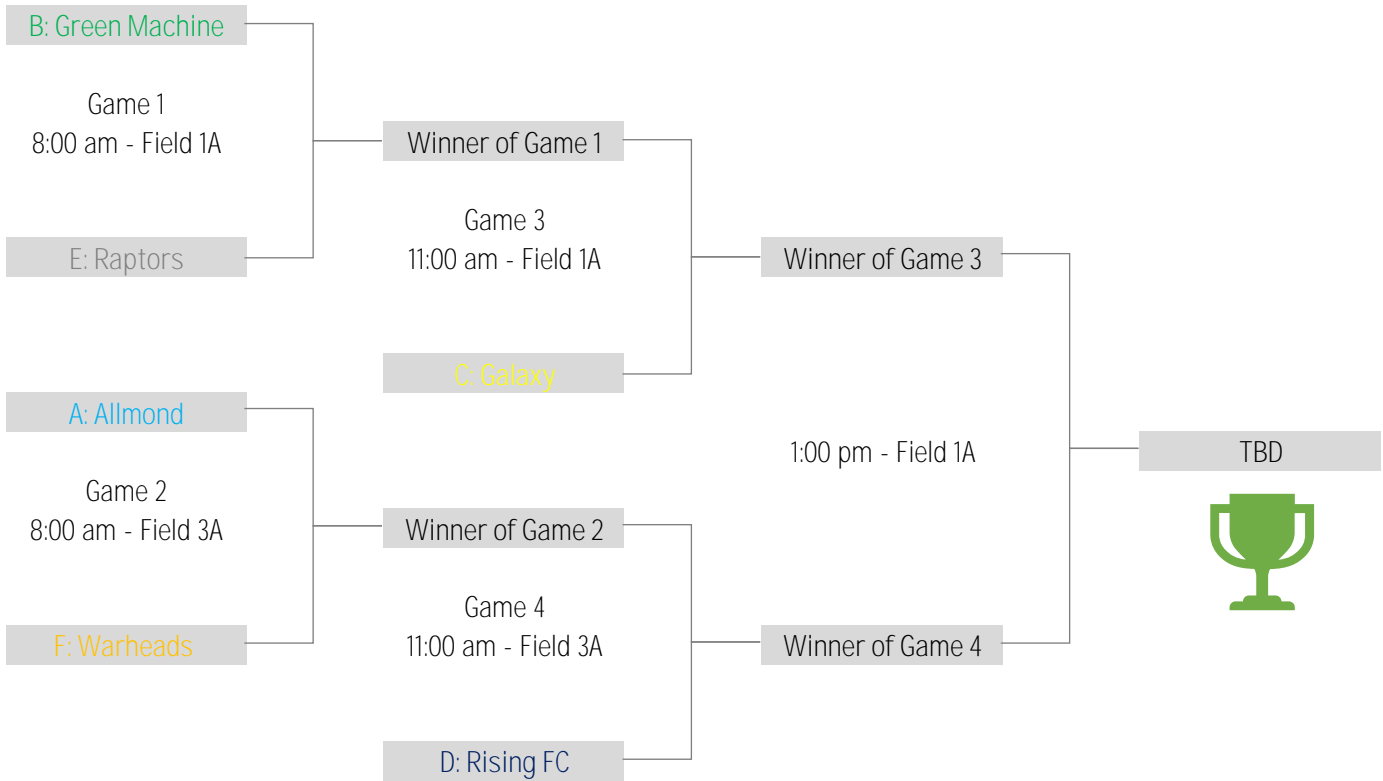 B: Green Machine
Game 1
8:00 am - Field 1A
E: Raptors
Winner of Game 1
Game 3
11:00 am - Field 1A
C: Galaxy
A: Allmond
Game 2
8:00 am - Field 3A
F: Warheads
Winner of Game 2
Game 4
11:00 am - Field 3A
D: Rising FC
Winner of Game 3
1:00 pm - Field 1A
Winner of Game 4
TBD